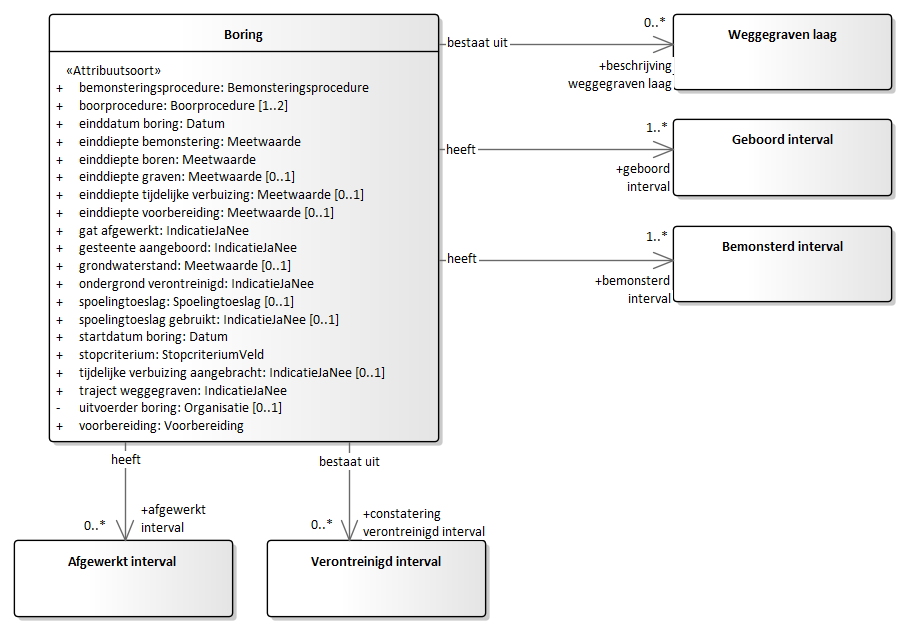 Boring
«Attribuutsoort»
+ bemonsteringsprocedure: Bemonsteringsprocedure
+ boorprocedure: Boorprocedure [1..2]
+ einddatum boring: Datum
+ einddiepte bemonstering: Meetwaarde
+ einddiepte boren: Meetwaarde
+ einddiepte graven: Meetwaarde [0..1]
+ einddiepte tijdelijke verbuizing: Meetwaarde [0..1]
+ einddiepte voorbereiding: Meetwaarde [0..1]
+ gat afgewerkt: IndicatieJaNee
+ gesteente aangeboord: IndicatieJaNee
+ grondwaterstand: Meetwaarde [0..1]
+ ondergrond verontreinigd: IndicatieJaNee
+ spoelingtoeslag: Spoelingtoeslag [0..1]
+ spoelingtoeslag gebruikt: IndicatieJaNee [0..1]
+ startdatum boring: Datum
+ stopcriterium: StopcriteriumVeld
+ tijdelijke verbuizing aangebracht: IndicatieJaNee [0..1]
+ traject weggegraven: IndicatieJaNee
- uitvoerder boring: Organisatie [0..1]
+ voorbereiding: Voorbereiding
bestaat uit
0..*
+beschrijving
weggegraven laag
Weggegraven laag
heeft
1..*
+geboord
interval
Geboord interval
heeft
1..*
+bemonsterd
interval
Bemonsterd interval
heeft
0..*
+afgewerkt
interval
Afgewerkt interval
bestaat uit
0..*
+constatering
verontreinigd interval
Verontreinigd interval